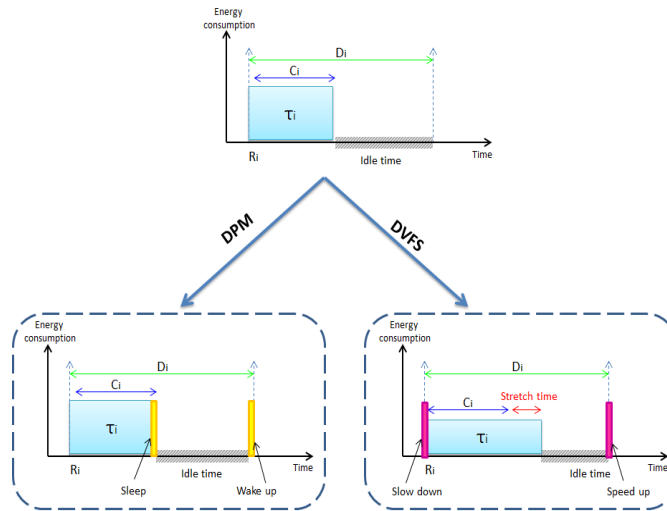 Energy
consumption
Di
Ci
τi
Ri
Idle time
Time
DPM
DVFS
Energy
consumption
Di
Ci
τi
Ri
Idle time
Time
Sleep
Wake up
Energy
consumption
Di
Ci
Stretch time
τi
Ri
Idle time
Time
Slow down
Speed up